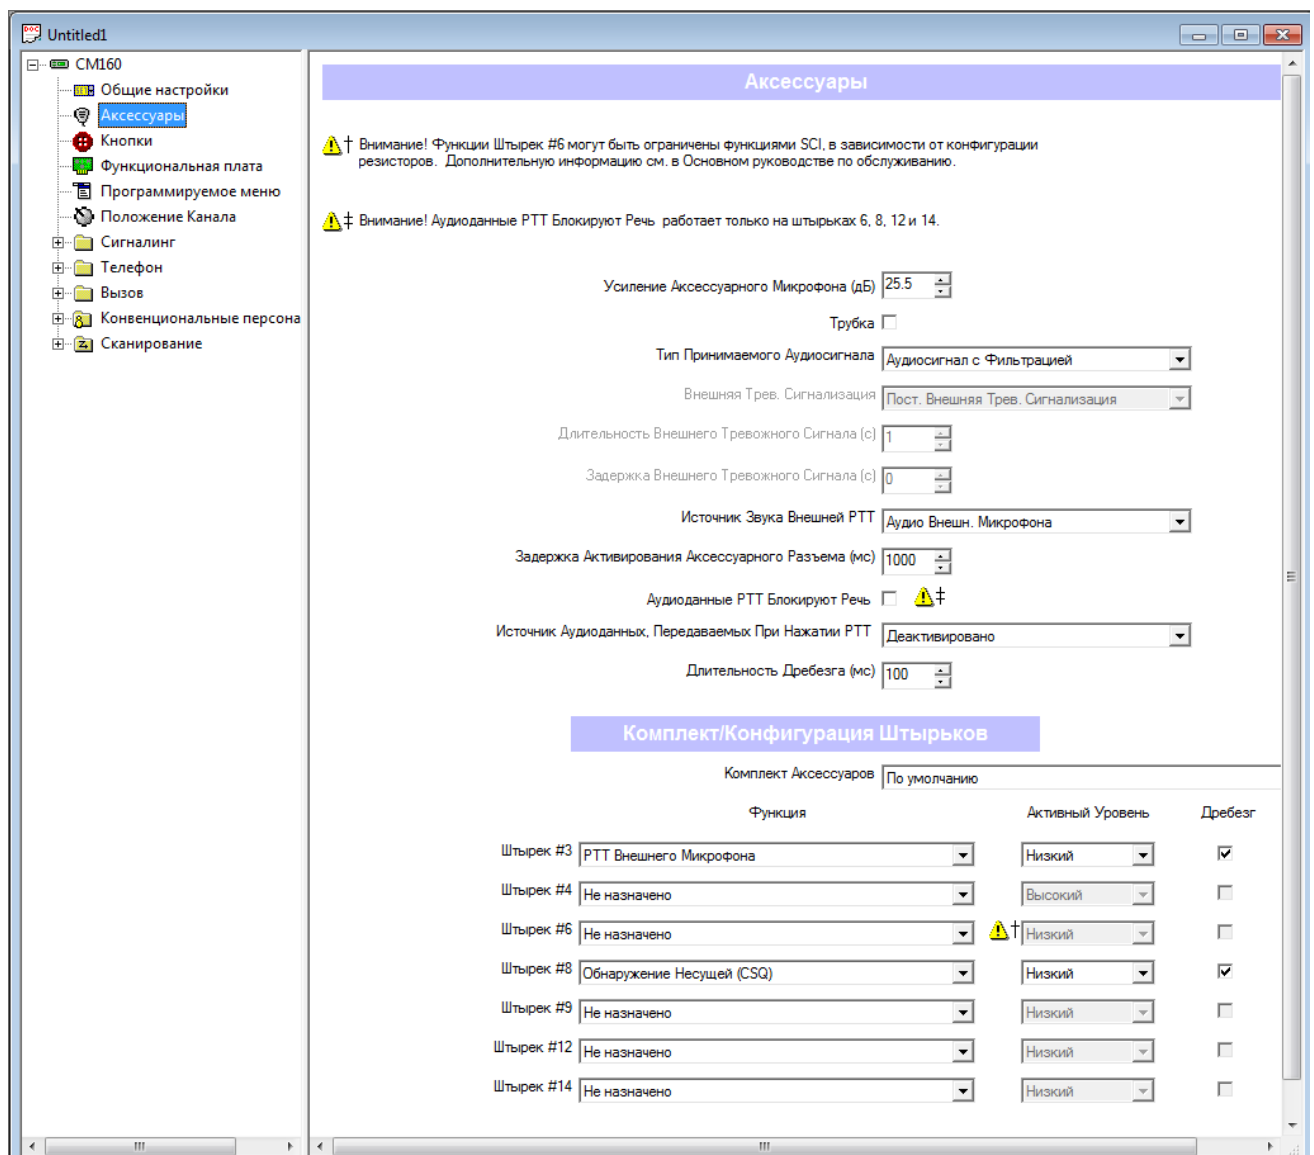 Untitled1
CM160
Общие настройки
Аксессуары
Кнопки
Функциональная плата
Программируемое меню
Положение Канала
Сигналинг
Телефон
Вызов
Конвенциональные персона
Сканирование
Аксессуары
† Внимание! Функции Штырек #6 могут быть ограничены функциями SCI, в зависимости от конфигурации
резисторов. Дополнительную информацию см. в Основном руководстве по обслуживанию.
‡ Внимание! Аудиоданные РТТ Блокируют Речь работает только на штырьках 6, 8, 12 и 14.
Усиление Аксессуарного Микрофона (дБ) 25.5
Трубка
Тип Принимаемого Аудиосигнала Аудиосигнал с Фильтрацией
Внешняя Трев. Сигнализация Пост. Внешняя Трев. Сигнализация
Длительность Внешнего Тревожного Сигнала (с) 1
Задержка Внешнего Тревожного Сигнала (с) 0
Источник Звука Внешней РТТ Аудио Внешн. Микрофона
Задержка Активирования Аксессуарного Разъема (мс) 1000
Аудиоданные РТТ Блокируют Речь ‡
Источник Аудиоданных, Передаваемых При Нажатии РТТ Деактивировано
Длительность Дребезга (мс) 100
Комплект/Конфигурация Штырьков
Комплект Аксессуаров По умолчанию
Функция Активный Уровень Дребезг
Штырек #3 РТТ Внешнего Микрофона Низкий
Штырек #4 Не назначено Высокий
Штырек #6 Не назначено † Низкий
Штырек #8 Обнаружение Несущей (CSQ) Низкий
Штырек #9 Не назначено Низкий
Штырек #12 Не назначено Низкий
Штырек #14 Не назначено Низкий